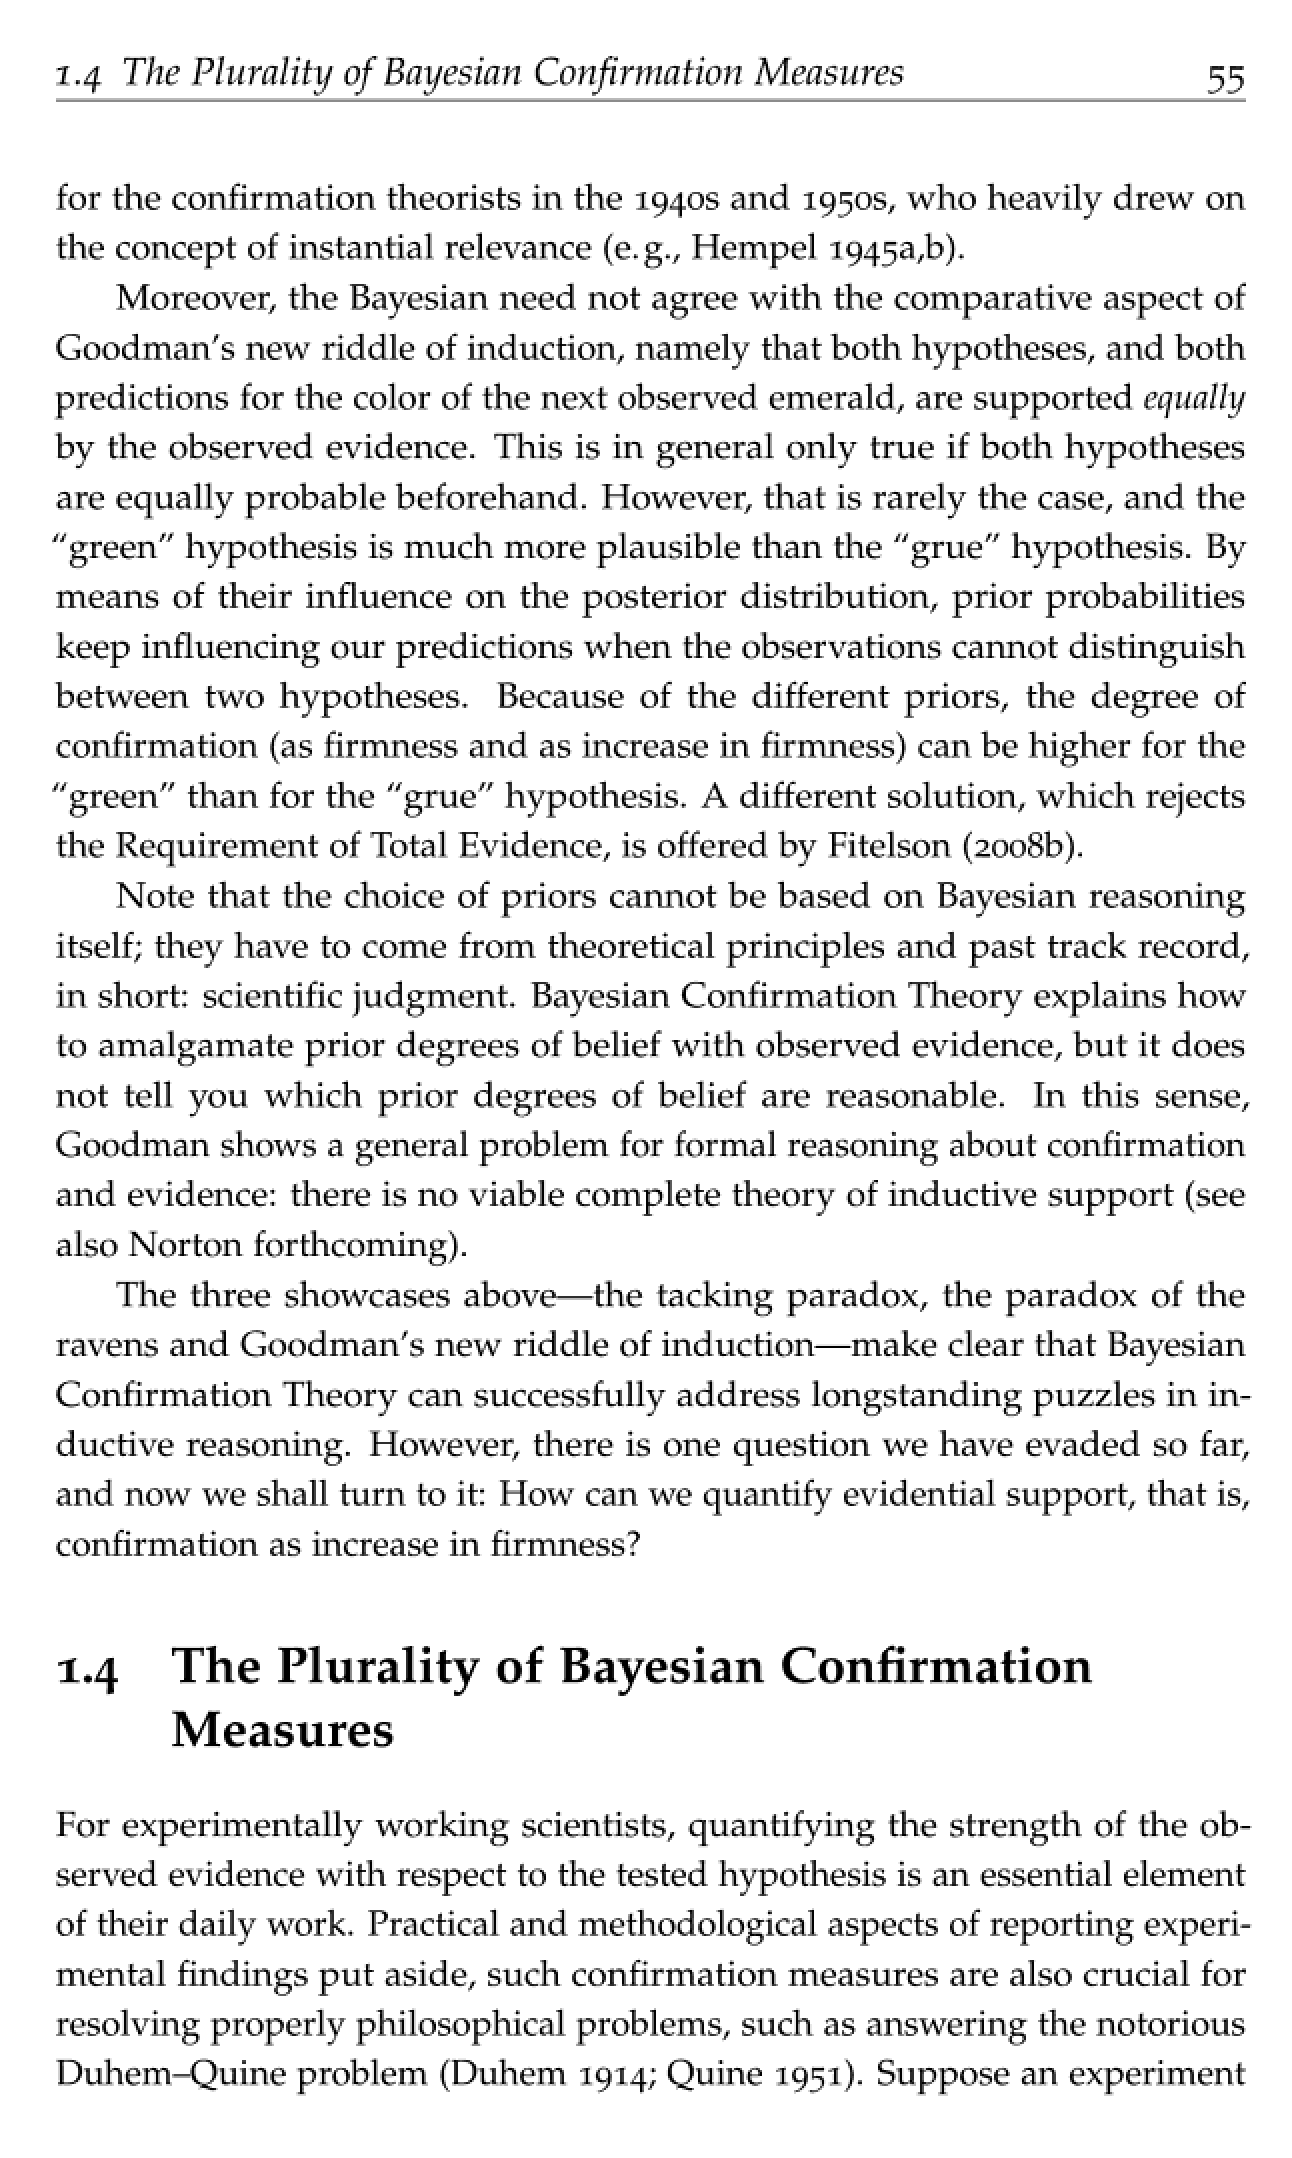 1.4 The Plurality of Bayesian Confirmation Measures 55
for the confirmation theorists in the 1940s and 1950s, who heavily drew on
the concept of instantial relevance (e.g., Hempel 1945a,b).
Moreover, the Bayesian need not agree with the comparative aspect of
Goodman's new riddle of induction, namely that both hypotheses, and both
predictions for the color of the next observed emerald, are supported equally
by the observed evidence. This is in general only true if both hypotheses
are equally probable beforehand. However, that is rarely the case, and the
“green” hypothesis is much more plausible than the “grue” hypothesis. By
means of their influence on the posterior distribution, prior probabilities
keep influencing our predictions when the observations cannot distinguish
between two hypotheses. Because of the different priors, the degree of
confirmation (as firmness and as increase in firmness) can be higher for the
“green” than for the “grue” hypothesis. A different solution, which rejects
the Requirement of Total Evidence, is offered by Fitelson (2008b).
Note that the choice of priors cannot be based on Bayesian reasoning
itself; they have to come from theoretical principles and past track record,
in short: scientific judgment. Bayesian Confirmation Theory explains how
to amalgamate prior degrees of belief with observed evidence, but it does
not tell you which prior degrees of belief are reasonable. In this sense,
Goodman shows a general problem for formal reasoning about confirmation
and evidence: there is no viable complete theory of inductive support (see
also Norton forthcoming).
The three showcases above—the tacking paradox, the paradox of the
ravens and Goodman's new riddle of induction—make clear that Bayesian
Confirmation Theory can successfully address longstanding puzzles in in-
ductive reasoning. However, there is one question we have evaded so far,
and now we shall turn to it: How can we quantify evidential support, that is,
confirmation as increase in firmness?
1.4 The Plurality of Bayesian Confirmation
Measures
For experimentally working scientists, quantifying the strength of the ob-
served evidence with respect to the tested hypothesis is an essential element
of their daily work. Practical and methodological aspects of reporting experi-
mental findings put aside, such confirmation measures are also crucial for
resolving properly philosophical problems, such as answering the notorious
Duhem–Quine problem (Duhem 1914; Quine 1951). Suppose an experiment